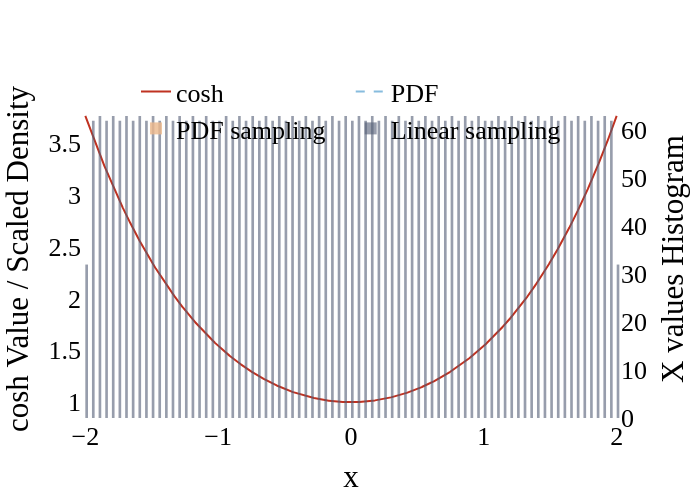 cosh
PDF
PDF sampling
Linear sampling
cosh Value / Scaled Density
3.5
3
2.5
2
1.5
1
60
50
40
30
20
10
0
X values Histogram
−2
−1
0
1
2
x